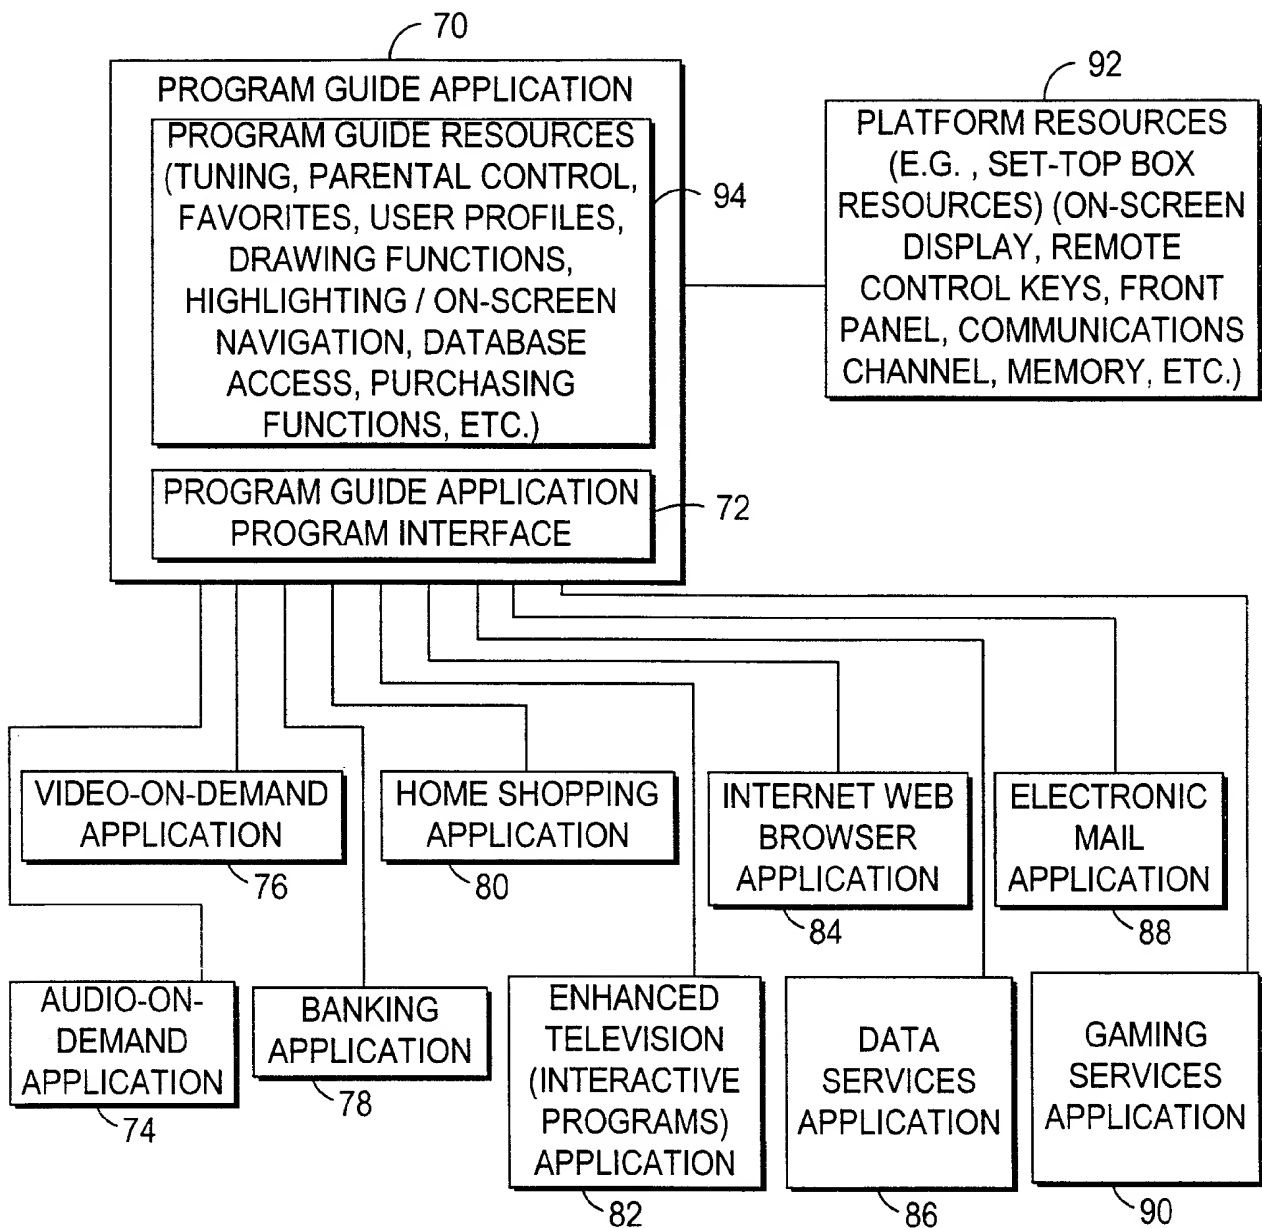 70
PROGRAM GUIDE APPLICATION
PROGRAM GUIDE RESOURCES
(TUNING, PARENTAL CONTROL,
FAVORITES, USER PROFILES,
DRAWING FUNCTIONS,
HIGHLIGHTING / ON-SCREEN
NAVIGATION, DATABASE
ACCESS, PURCHASING
FUNCTIONS, ETC.)
94
PROGRAM GUIDE APPLICATION
PROGRAM INTERFACE
72
92
PLATFORM RESOURCES
(E.G. , SET-TOP BOX
RESOURCES) (ON-SCREEN
DISPLAY, REMOTE
CONTROL KEYS, FRONT
PANEL, COMMUNICATIONS
CHANNEL, MEMORY, ETC.)
VIDEO-ON-DEMAND
APPLICATION
76
HOME SHOPPING
APPLICATION
80
INTERNET WEB
BROWSER
APPLICATION
84
ELECTRONIC
MAIL
APPLICATION
88
AUDIO-ON-
DEMAND
APPLICATION
74
BANKING
APPLICATION
78
ENHANCED
TELEVISION
(INTERACTIVE
PROGRAMS)
APPLICATION
82
DATA
SERVICES
APPLICATION
86
GAMING
SERVICES
APPLICATION
90